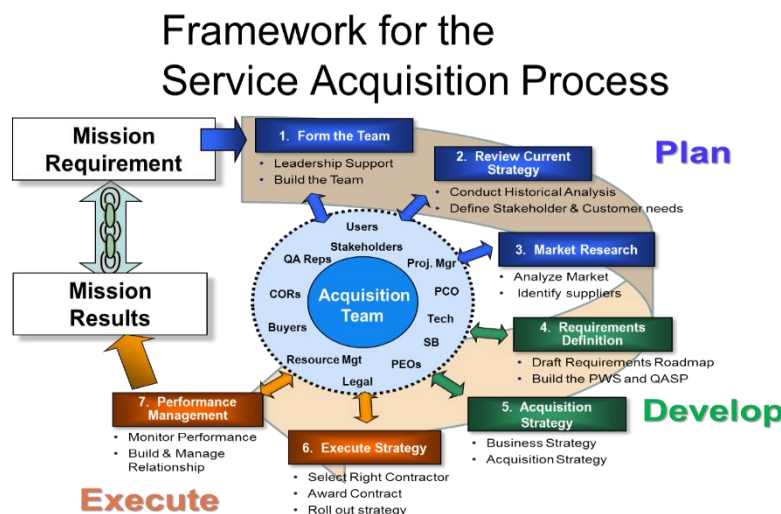 Framework for the
Service Acquisition Process
Mission
Requirement
1. Form the Team
• Leadership Support
• Build the Team
2. Review Current
Strategy
• Conduct Historical Analysis
• Define Stakeholder & Customer needs
Plan
3. Market Research
• Analyze Market
• Identify suppliers
Users
Stakeholders
QA Reps
Proj. Mgr
CORs
Acquisition
Team
PCO
Tech
Buyers
SB
Resource Mgt
PEOs
Legal
Mission
Results
4. Requirements
Definition
• Draft Requirements Roadmap
• Build the PWS and QASP
5. Acquisition
Strategy
• Business Strategy
• Acquisition Strategy
Develop
6. Execute Strategy
• Select Right Contractor
• Award Contract
• Roll out strategy
7. Performance
Management
• Monitor Performance
• Build & Manage
Relationship
Execute